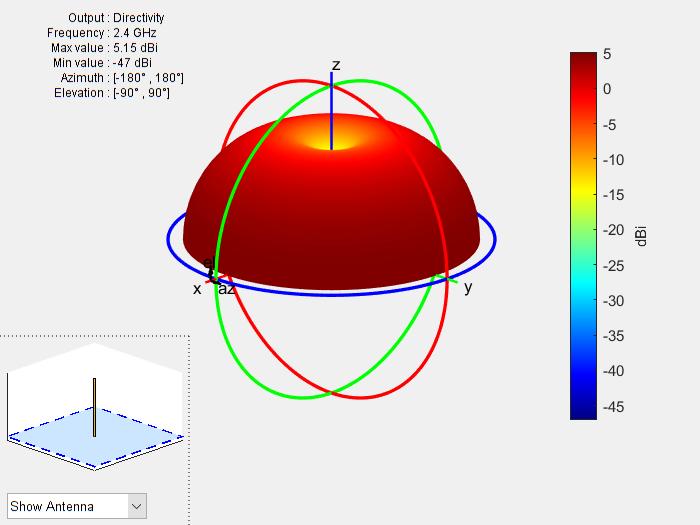 Output : Directivity
Frequency : 2.4 GHz
Max value : 5.15 dBi
Min value : -47 dBi
Azimuth : [-180° , 180°]
Elevation : [-90° , 90°]
z
el
x
az
y
5
0
-5
-10
-15
-20
-25
-30
-35
-40
-45
dBi
Show Antenna